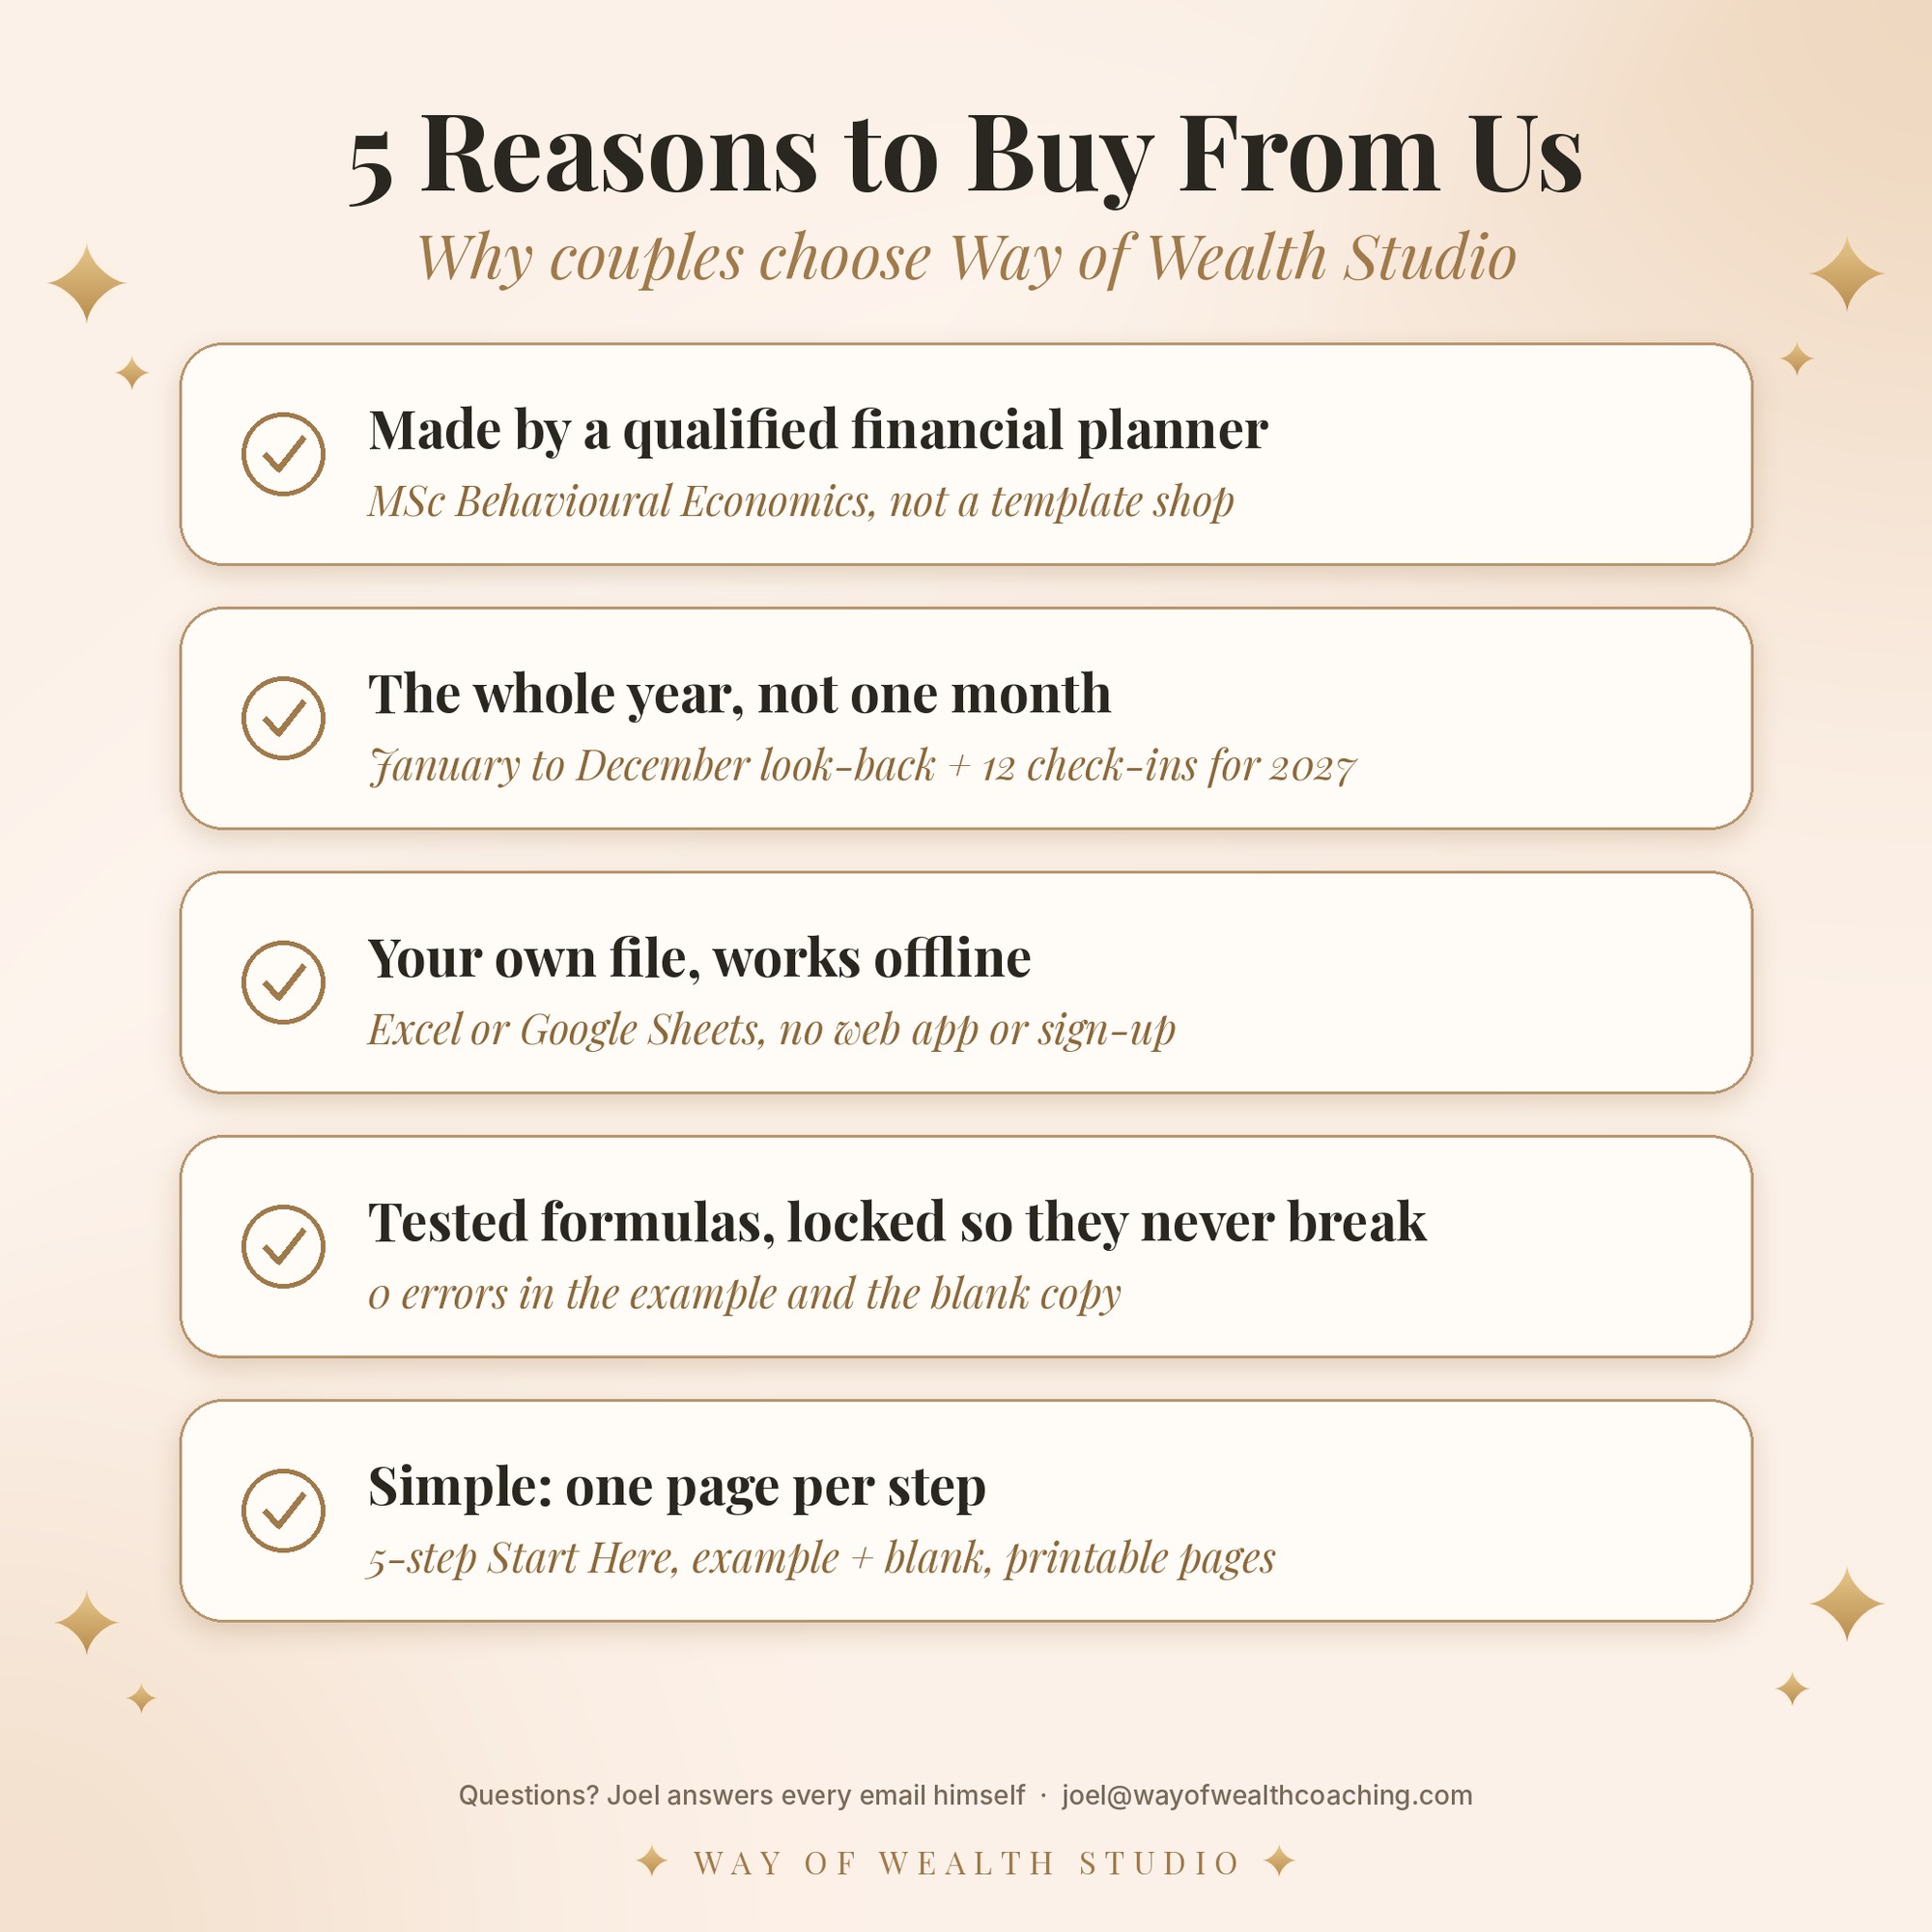 5 Reasons to Buy From Us
Why couples choose Way of Wealth Studio
Made by a qualified financial planner
MSc Behavioural Economics, not a template shop
The whole year, not one month
January to December look-back + 12 check-ins for 2027
Your own file, works offline
Excel or Google Sheets, no web app or sign-up
Tested formulas, locked so they never break
0 errors in the example and the blank copy
Simple: one page per step
5-step Start Here, example + blank, printable pages
Questions? Joel answers every email himself · joel@wayofwealthcoaching.com
WAY OF WEALTH STUDIO